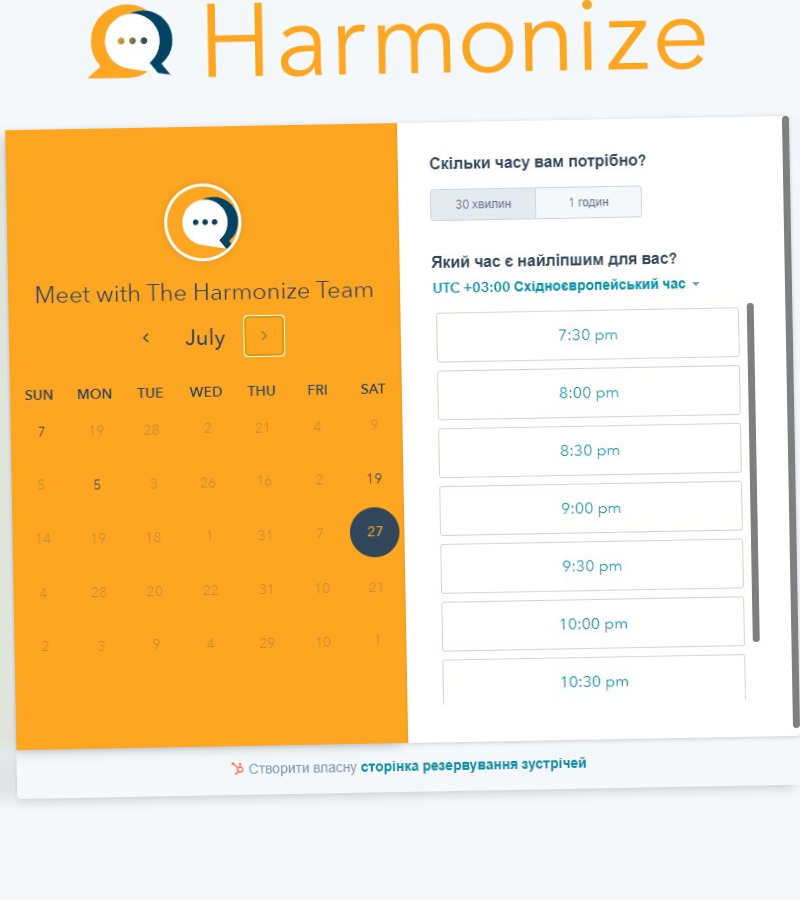 Harmonize
Meet with The Harmonize Team
July
SUN MON TUE WED THU FRI SAT
7 19 28 2 21 4 9
5 5 3 26 16 2 19
14 19 18 1 31 7 27
4 28 20 22 31 10 21
2 3 9 4 29 10 1
Скільки часу вам потрібно?
30 хвилин 1 годин
Який час є найліпшим для вас?
UTC +03:00 Східноєвропейський час
7:30 pm
8:00 pm
8:30 pm
9:00 pm
9:30 pm
10:00 pm
10:30 pm
Створити власну сторінка резервування зустрічей